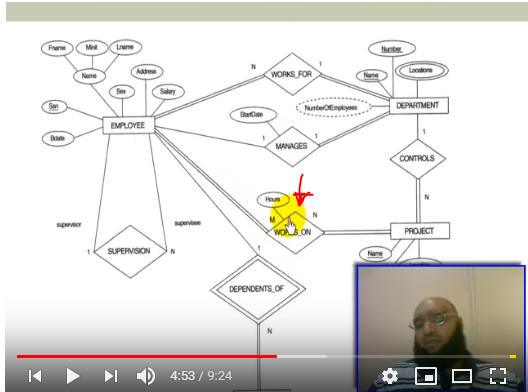 Fname
Minit
Lname
Name
Sex
Address
Salary
Ssn
Bdate
EMPLOYEE
N
WORKS_FOR
1
Number
Name
Locations
NumberOfEmployees
DEPARTMENT
StartDate
1
MANAGES
1
1
CONTROLS
N
Hours
M
N
WORKS_ON
PROJECT
Name
supervisor
supervisee
1
SUPERVISION
N
1
DEPENDENTS_OF
N
4:53 / 9:24